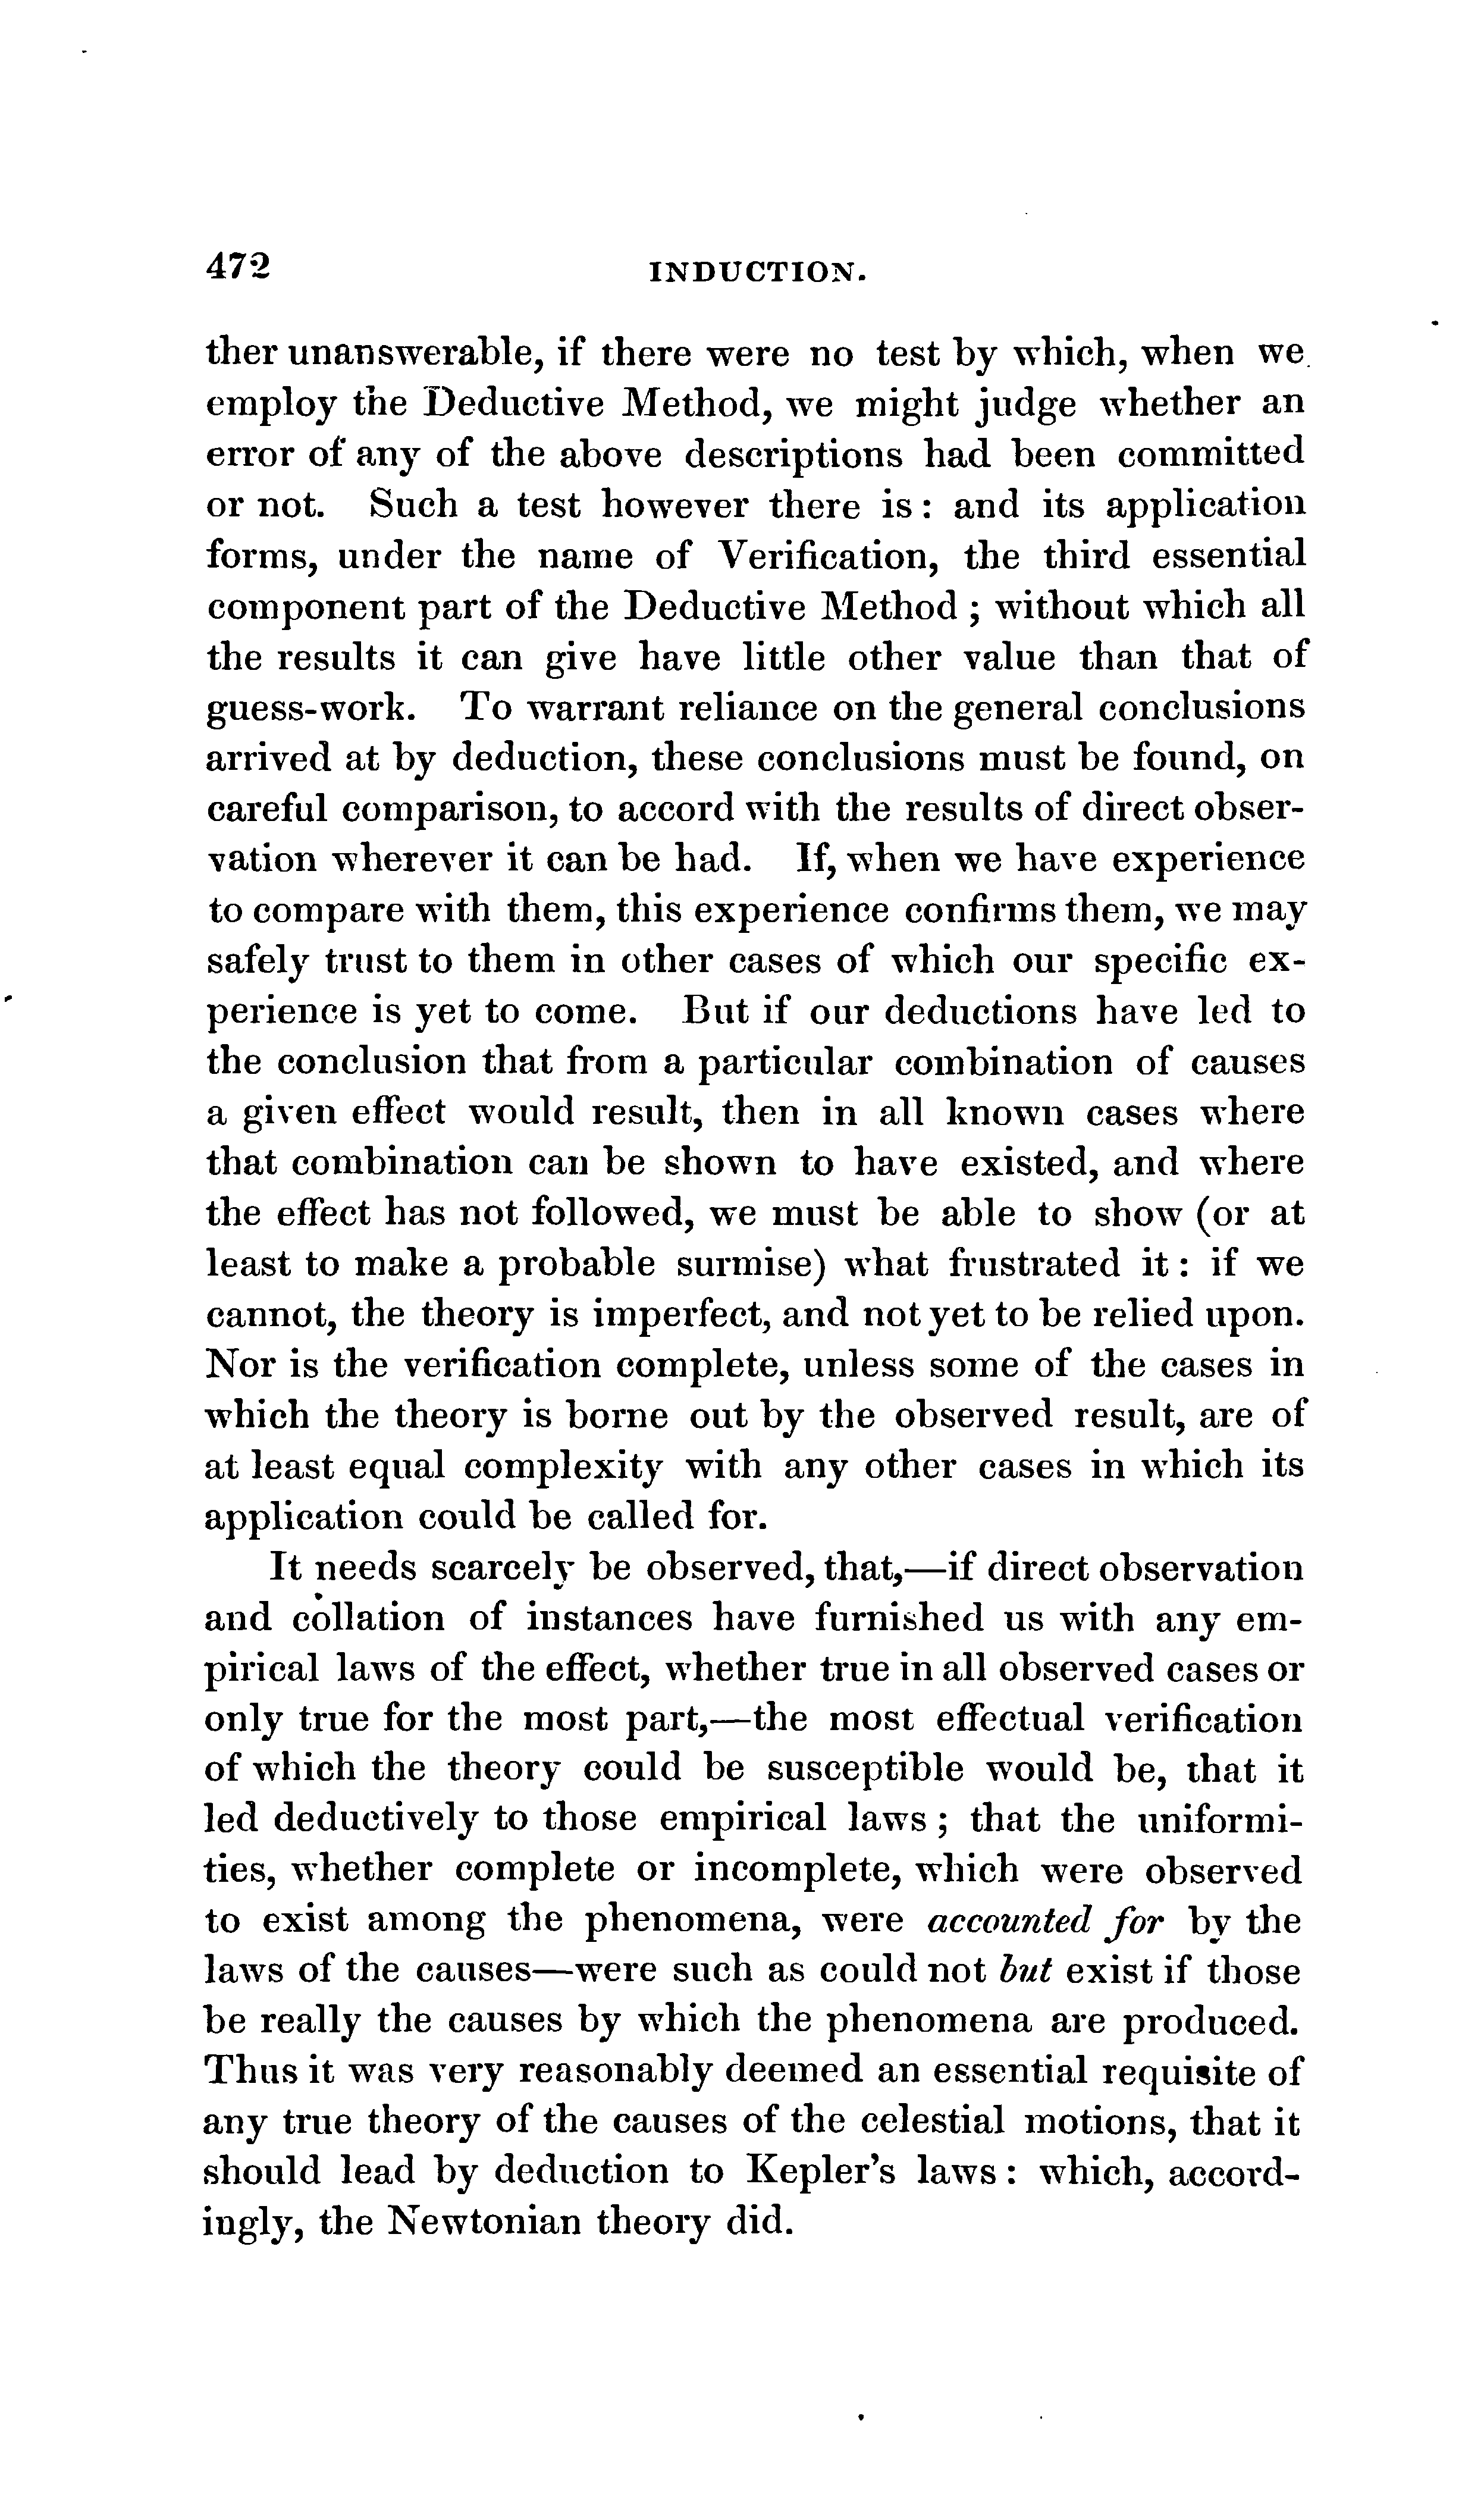 472 INDUCTION.
ther unanswerable, if there were no test by which, when we
employ the Deductive Method, we might judge whether an
error of any of the above descriptions had been committed
or not. Such a test however there is : and its application
forms, under the name of Verification, the third essential
component part of the Deductive Method ; without which all
the results it can give have little other value than that of
guess-work. To warrant reliance on the general conclusions
arrived at by deduction, these conclusions must be found, on
careful comparison, to accord with the results of direct obser-
vation wherever it can be had. If, when we have experience
to compare with them, this experience confirms them, we may
safely trust to them in other cases of which our specific ex-
perience is yet to come. But if our deductions have led to
the conclusion that from a particular combination of causes
a given effect would result, then in all known cases where
that combination can be shown to have existed, and where
the effect has not followed, we must be able to show (or at
least to make a probable surmise) what frustrated it : if we
cannot, the theory is imperfect, and not yet to be relied upon.
Nor is the verification complete, unless some of the cases in
which the theory is borne out by the observed result, are of
at least equal complexity with any other cases in which its
application could be called for.
It needs scarcely be observed, that,—if direct observation
and collation of instances have furnished us with any em-
pirical laws of the effect, whether true in all observed cases or
only true for the most part,—the most effectual verification
of which the theory could be susceptible would be, that it
led deductively to those empirical laws ; that the uniformi-
ties, whether complete or incomplete, which were observed
to exist among the phenomena, were accounted for by the
laws of the causes—were such as could not but exist if those
be really the causes by which the phenomena are produced.
Thus it was very reasonably deemed an essential requisite of
any true theory of the causes of the celestial motions, that it
should lead by deduction to Kepler's laws : which, accord-
ingly, the Newtonian theory did.